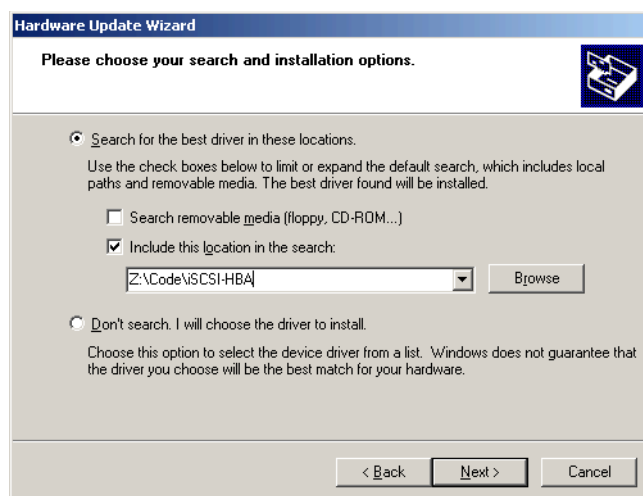 Hardware Update Wizard
Please choose your search and installation options.
Search for the best driver in these locations.
Use the check boxes below to limit or expand the default search, which includes local
paths and removable media. The best driver found will be installed.
Search removable media (floppy, CD-ROM...)
Include this location in the search:
Z:\Code\iSCSI-HBA
Browse
Don't search. I will choose the driver to install.
Choose this option to select the device driver from a list. Windows does not guarantee that
the driver you choose will be the best match for your hardware.
< Back
Next >
Cancel